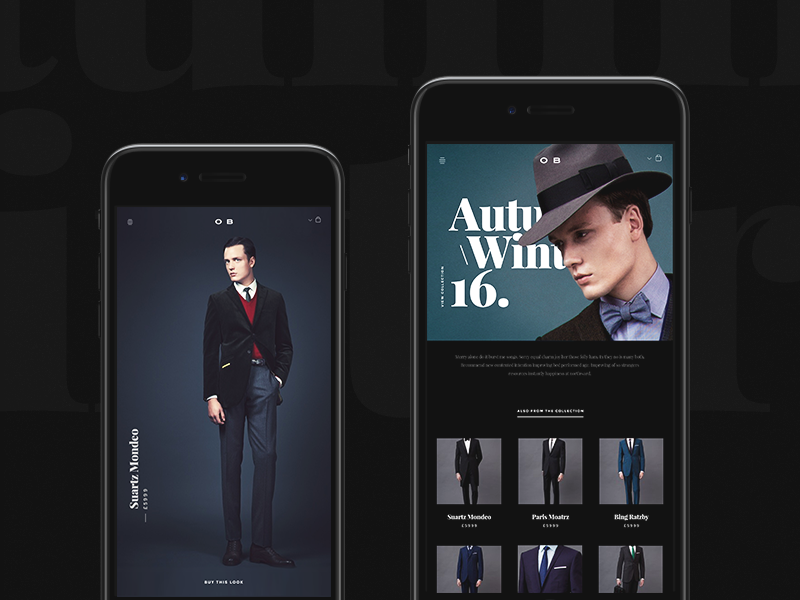 O B
Suartz Mondeo
£5999
BUY THIS LOOK
O B
Autu
\Wint
16.
VIEW COLLECTION
ALSO FROM THE COLLECTION
Suartz Mondeo
£5999
Paris Moatrz
£5999
Bing Ratzby
£5999